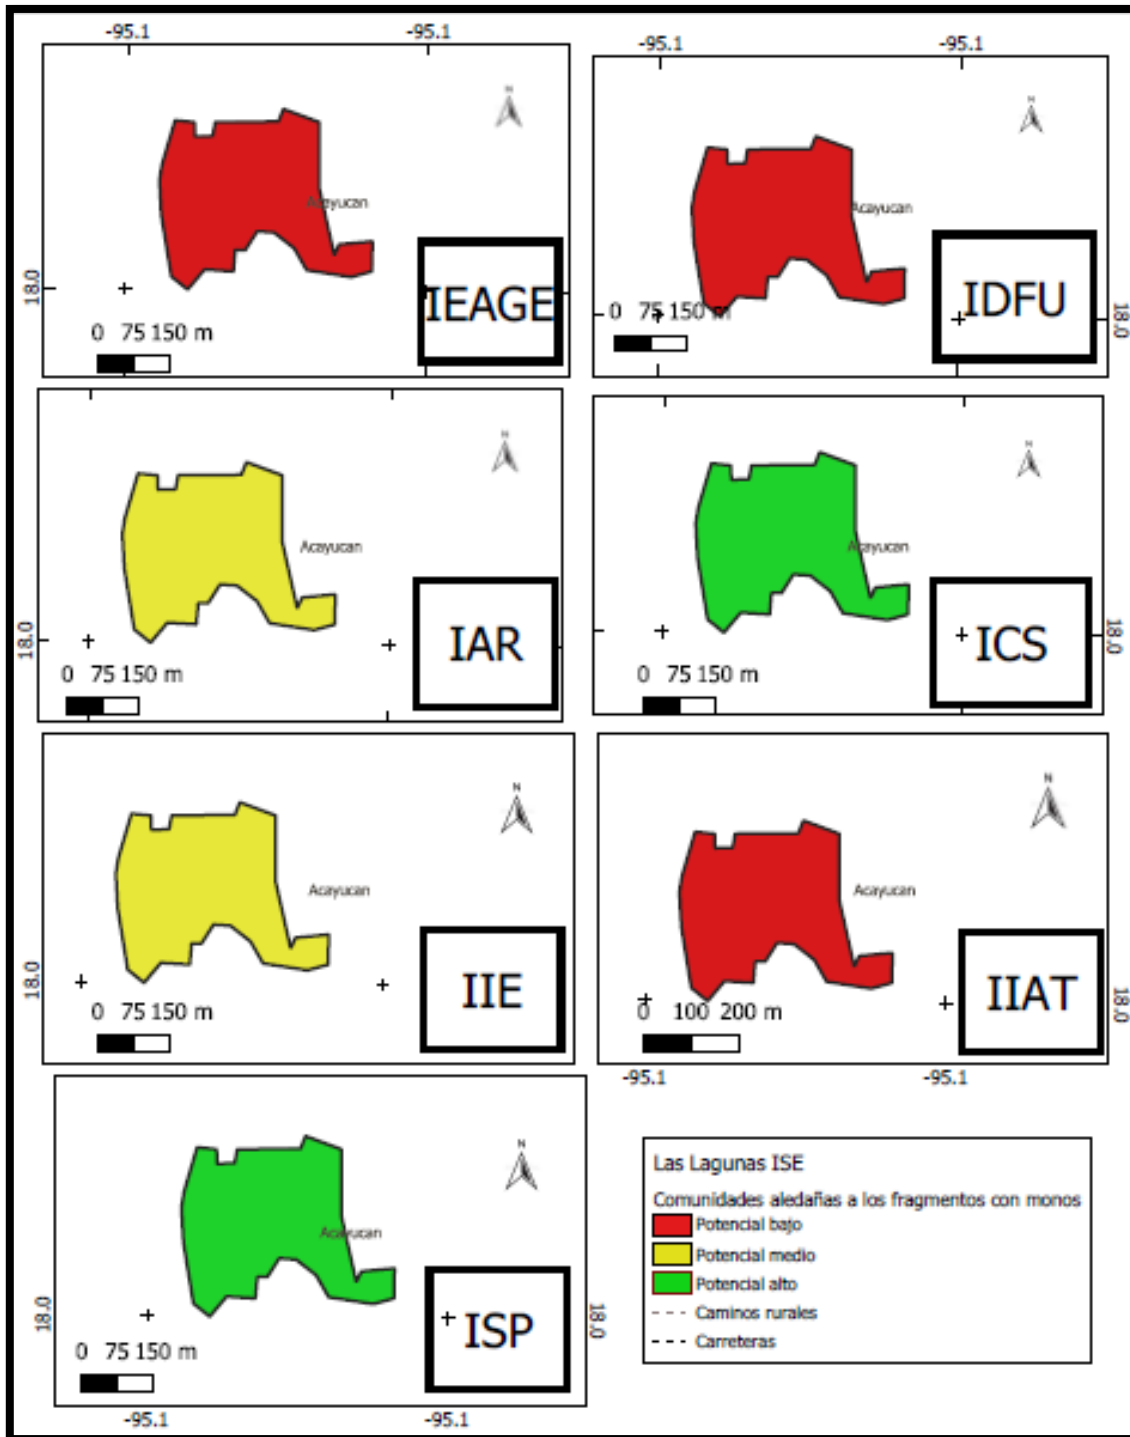 -95.1 -95.1
N
Acayucan
18.0
0 75 150 m
IEAGE
-95.1 -95.1
N
Acayucan
18.0
0 75 150 m
IDFU
N
Acayucan
18.0
0 75 150 m
IAR
N
Acayucan
18.0
0 75 150 m
ICS
N
Acayucan
18.0
0 75 150 m
IIE
N
Acayucan
18.0
0 100 200 m
IIAT
-95.1 -95.1
N
Acayucan
18.0
18.0
0 75 150 m
ISP
-95.1 -95.1
Las Lagunas ISE
Comunidades aledañas a los fragmentos con monos
Potencial bajo
Potencial medio
Potencial alto
Caminos rurales
Carreteras